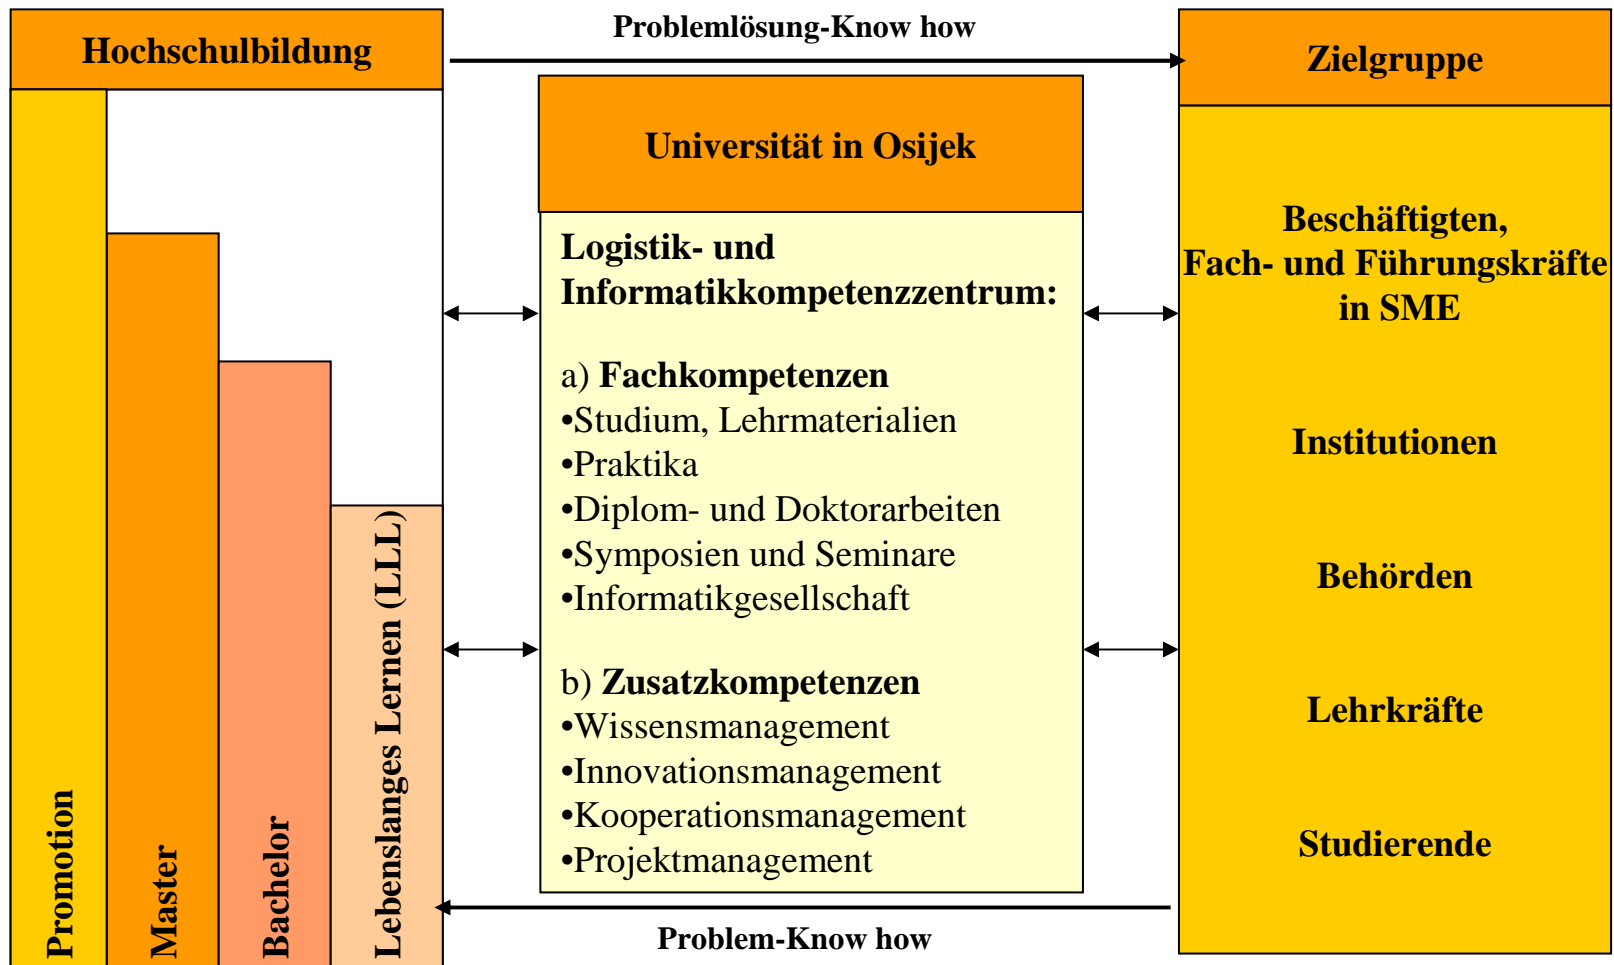 Problemlösung-Know how
Hochschulbildung
Promotion
Master
Bachelor
Lebenslanges Lernen (LLL)
Universität in Osijek
Logistik- und
Informatikkompetenzzentrum:
a) Fachkompetenzen
•Studium, Lehrmaterialien
•Praktika
•Diplom- und Doktorarbeiten
•Symposien und Seminare
•Informatikgesellschaft
b) Zusatzkompetenzen
•Wissensmanagement
•Innovationsmanagement
•Kooperationsmanagement
•Projektmanagement
Zielgruppe
Beschäftigten,
Fach- und Führungskräfte
in SME
Institutionen
Behörden
Lehrkräfte
Studierende
Problem-Know how